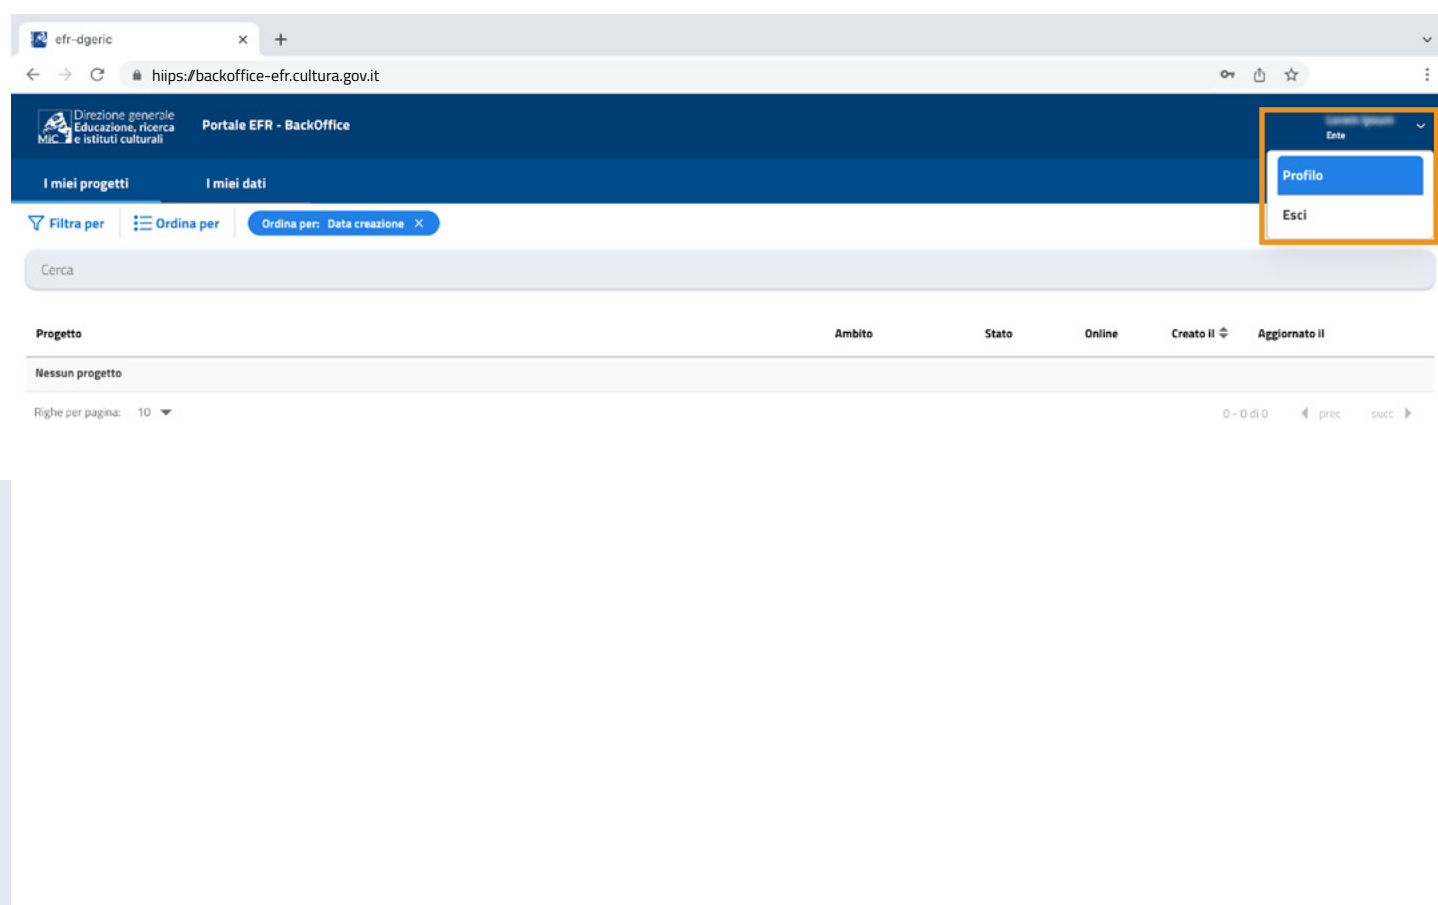 efr-dgeric
hiips://backoffice-efr.cultura.gov.it
Direzione generale
Educazione, ricerca
e istituti culturali
MiC
Portale EFR - BackOffice
Lorem Ipsum
Ente
I miei progetti
I miei dati
Profilo
Esci
Filtra per
Ordina per
Ordina per: Data creazione
Cerca
Progetto Ambito Stato Online Creato il Aggiornato il
Nessun progetto
Righe per pagina: 10
0 - 0 di 0 prec succ